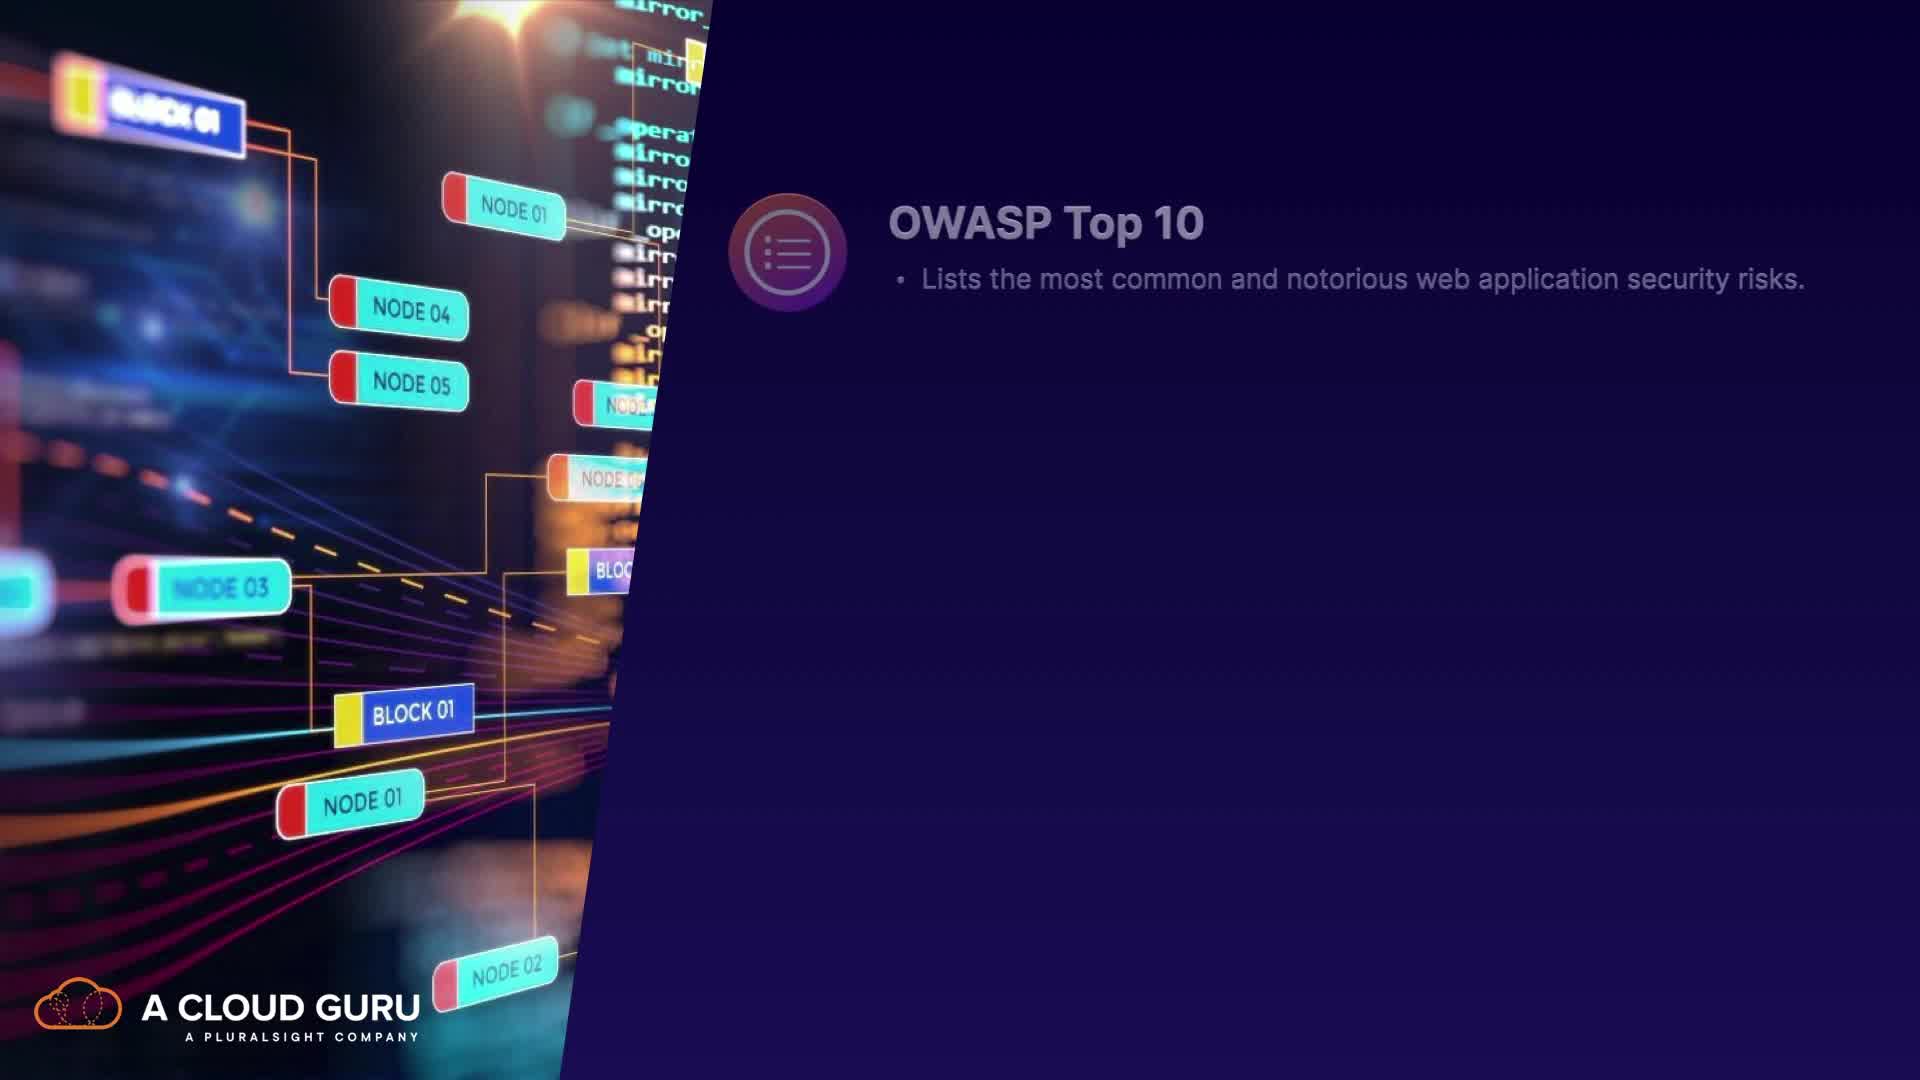 BLOCK 01
NODE 01
NODE 04
NODE 05
NODE 03
BLOCK 01
NODE 01
NODE 02
OWASP Top 10
• Lists the most common and notorious web application security risks.
A CLOUD GURU
A PLURALSIGHT COMPANY